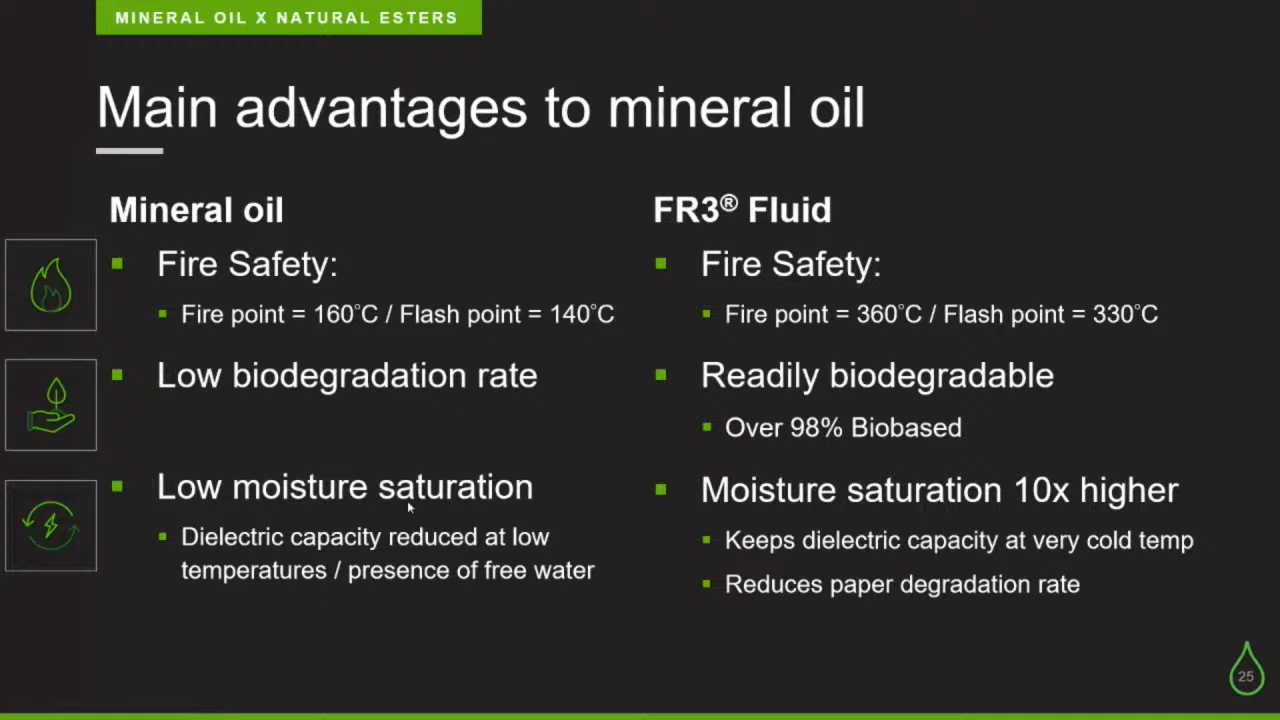 MINERAL OIL X NATURAL ESTERS
Main advantages to mineral oil
Mineral oil
Fire Safety:
Fire point = 160°C / Flash point = 140°C
Low biodegradation rate
Low moisture saturation
Dielectric capacity reduced at low
temperatures / presence of free water
FR3® Fluid
Fire Safety:
Fire point = 360°C / Flash point = 330°C
Readily biodegradable
Over 98% Biobased
Moisture saturation 10x higher
Keeps dielectric capacity at very cold temp
Reduces paper degradation rate
25